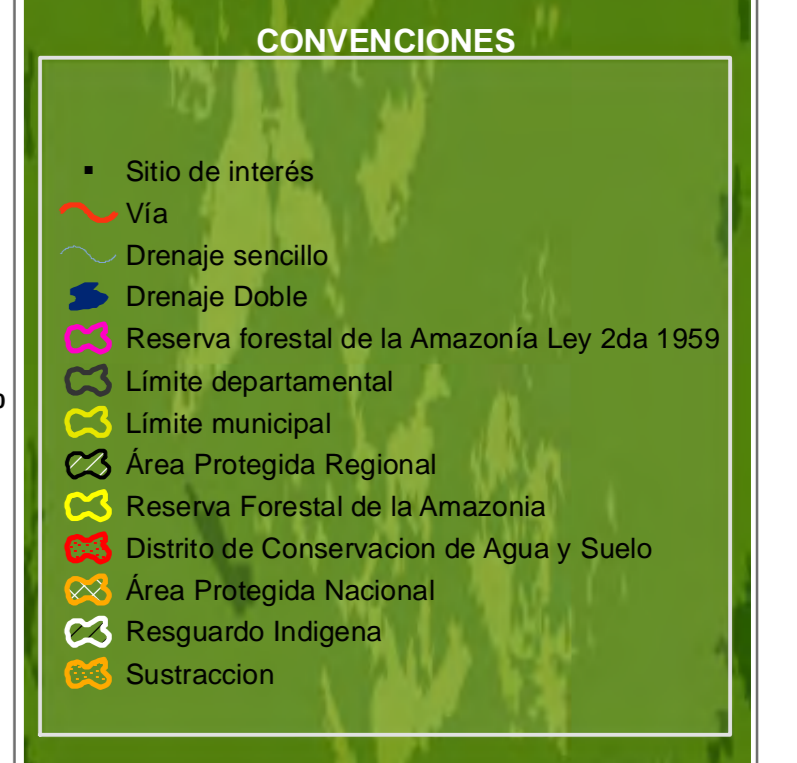 CONVENCIONES
Sitio de interés
Vía
Drenaje sencillo
Drenaje Doble
Reserva forestal de la Amazonía Ley 2da 1959
Límite departamental
Límite municipal
Área Protegida Regional
Reserva Forestal de la Amazonia
Distrito de Conservacion de Agua y Suelo
Área Protegida Nacional
Resguardo Indigena
Sustraccion